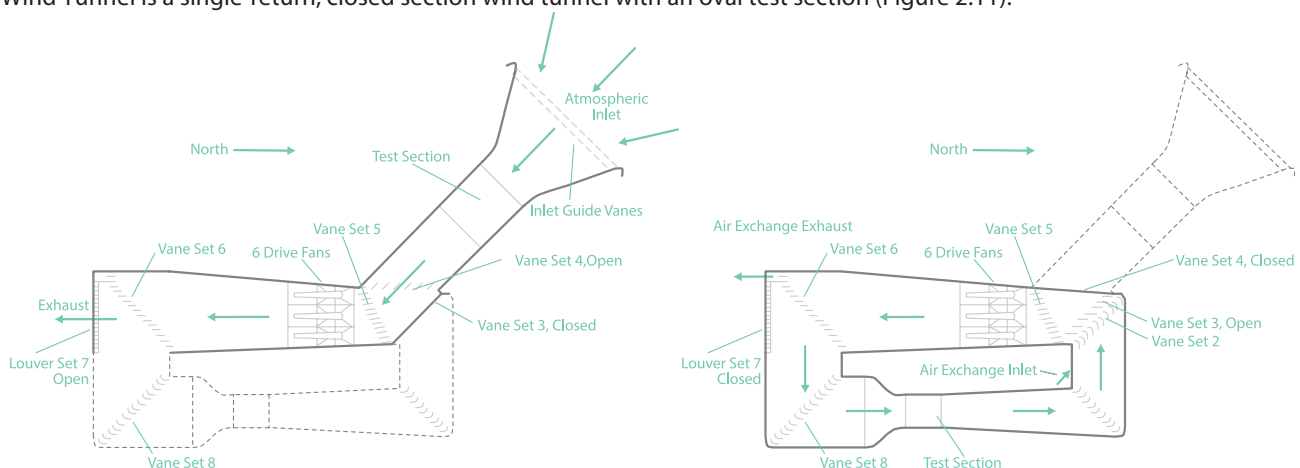 Wind Tunnel is a single-return, closed section wind tunnel with an oval test section (Figure 2.11).
Atmospheric
Inlet
North
Test Section
Inlet Guide Vanes
Vane Set 5
Vane Set 6
6 Drive Fans
Vane Set 4,Open
Exhaust
Vane Set 3, Closed
Louver Set 7
Open
Vane Set 8
North
Air Exchange Exhaust
Vane Set 5
Vane Set 6
6 Drive Fans
Vane Set 4, Closed
Vane Set 3, Open
Vane Set 2
Louver Set 7
Closed
Air Exchange Inlet
Vane Set 8
Test Section